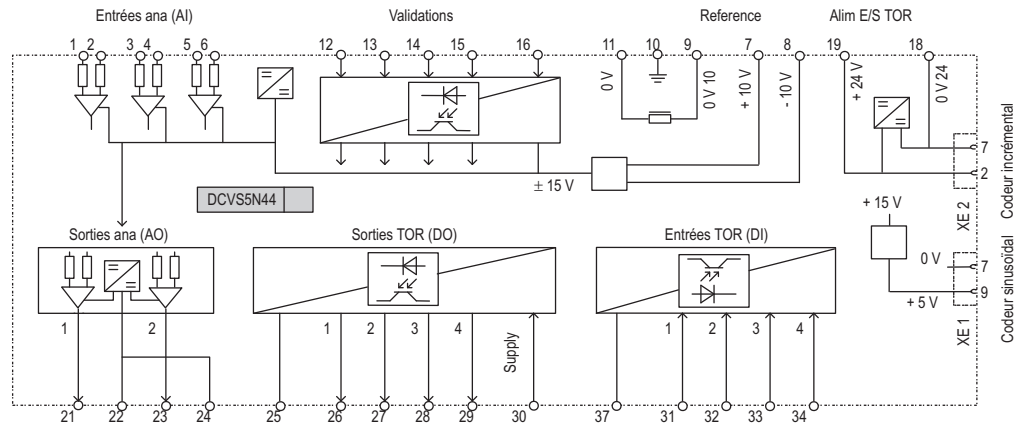 Entrées ana (AI) Validations Reference Alim E/S TOR
1 2 3 4 5 6 12 13 14 15 16 11 10 9 7 8 19 18
0 V 0 V 10 + 10 V - 10 V + 24 V 0 V 24
7
2
XE 2
Codeur incrémental
± 15 V
DCVS5N44
+ 15 V
Sorties ana (AO) Sorties TOR (DO) Entrées TOR (DI)
0 V 7
9
+ 5 V
XE 1
Codeur sinusoïdal
1 2 1 2 3 4 Supply 1 2 3 4
21 22 23 24 25 26 27 28 29 30 37 31 32 33 34